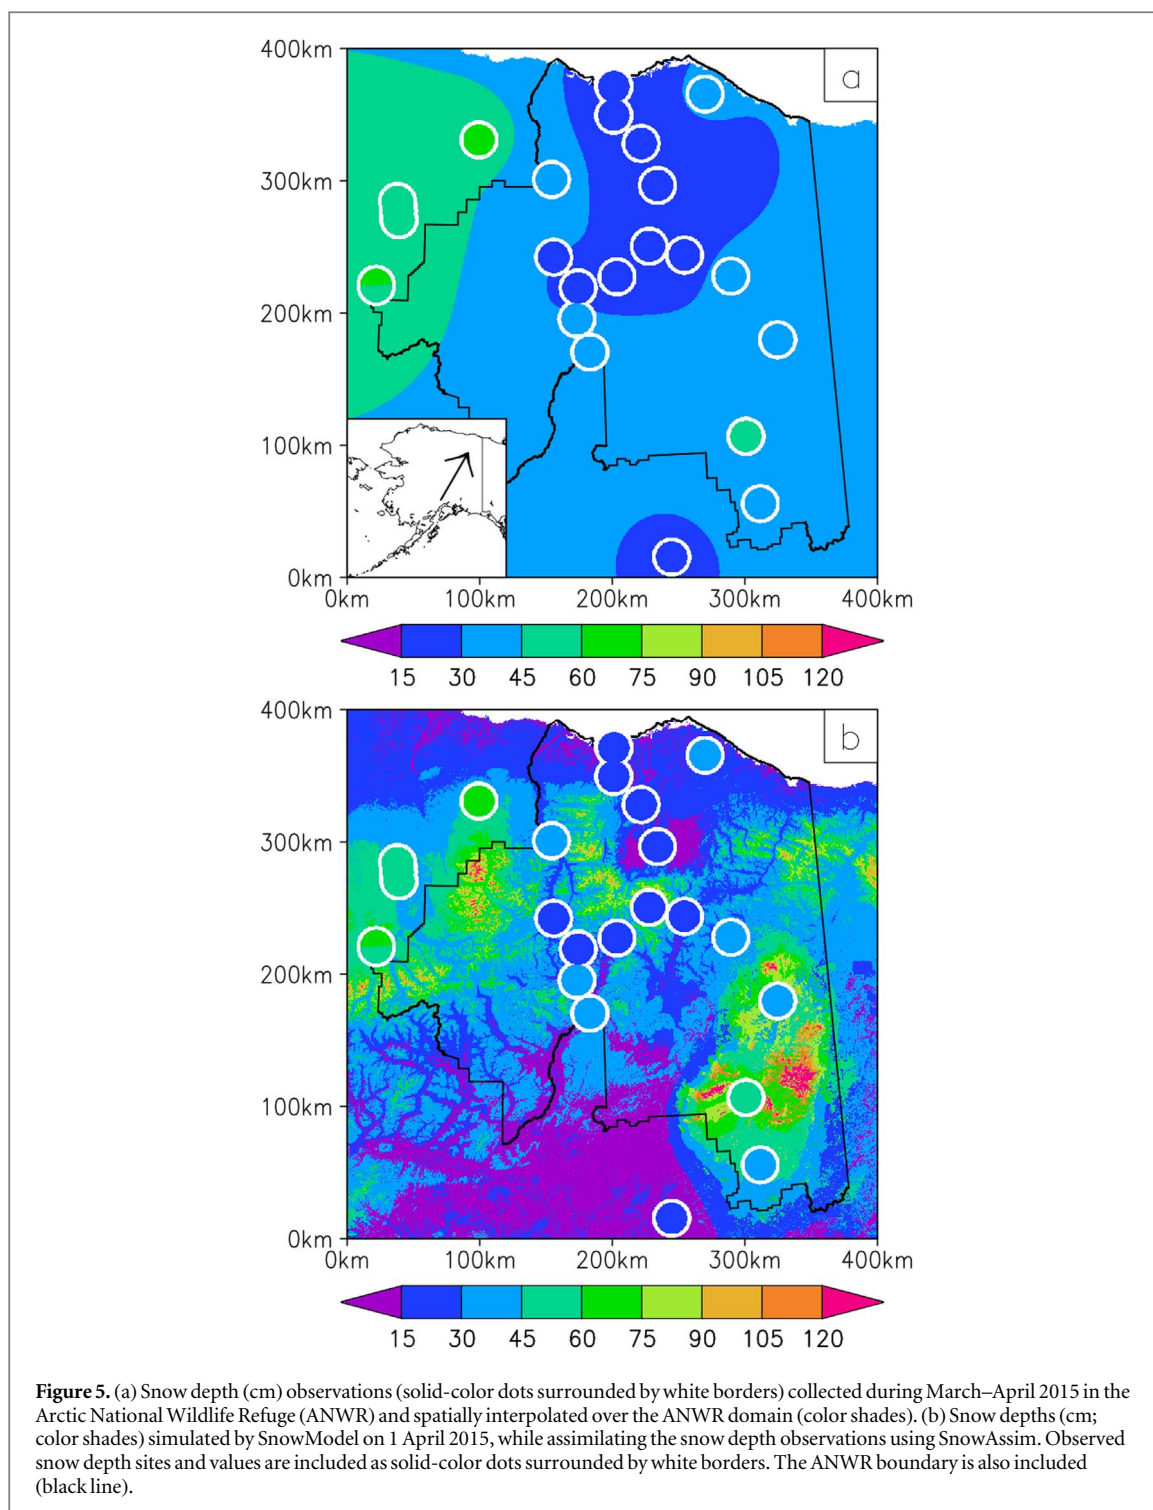 400km
a
300km
200km
100km
0km
0km 100km 200km 300km 400km
15 30 45 60 75 90 105 120
400km
b
300km
200km
100km
0km
0km 100km 200km 300km 400km
15 30 45 60 75 90 105 120
Figure 5. (a) Snow depth (cm) observations (solid-color dots surrounded by white borders) collected during March–April 2015 in the
Arctic National Wildlife Refuge (ANWR) and spatially interpolated over the ANWR domain (color shades). (b) Snow depths (cm;
color shades) simulated by SnowModel on 1 April 2015, while assimilating the snow depth observations using SnowAssim. Observed
snow depth sites and values are included as solid-color dots surrounded by white borders. The ANWR boundary is also included
(black line).